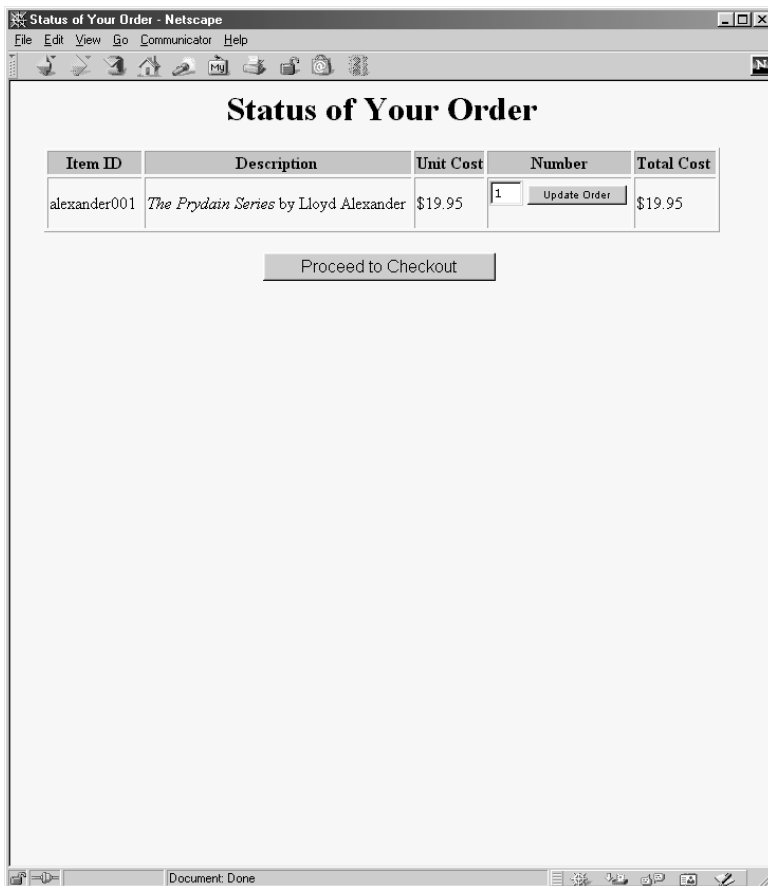 Status of Your Order - Netscape
File Edit View Go Communicator Help
My
N
Status of Your Order
Item ID Description Unit Cost Number Total Cost
alexander001 The Prydain Series by Lloyd Alexander $19.95 1 Update Order $19.95
Proceed to Checkout
Document: Done